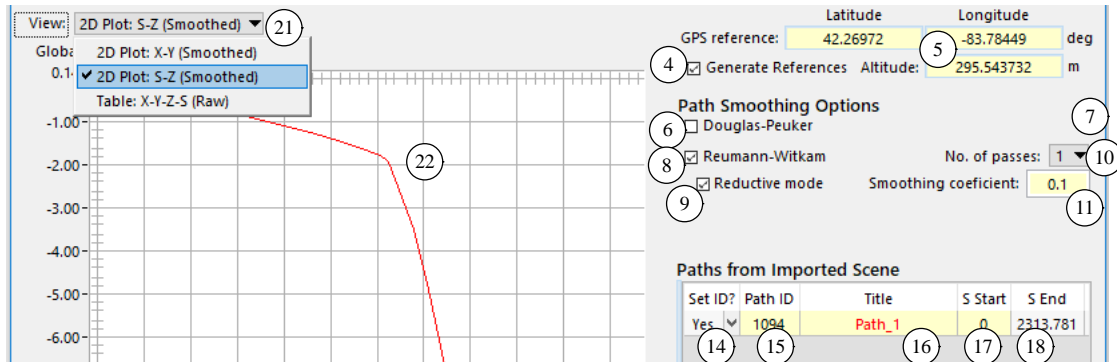 View: 2D Plot: S-Z (Smoothed) 21
2D Plot: X-Y (Smoothed)
2D Plot: S-Z (Smoothed)
Table: X-Y-Z-S (Raw)
Globa
0.1
-1.00
-2.00
-3.00
-4.00
-5.00
-6.00
22
Latitude Longitude
GPS reference: 42.26972 -83.78449 deg
5
4 Generate References Altitude: 295.543732 m
Path Smoothing Options
7
6 Douglas-Peuker
8 Reumann-Witkam No. of passes: 1 10
9 Reductive mode Smoothing coeficient: 0.1
11
Paths from Imported Scene
Set ID? Path ID Title S Start S End
Yes 1094 Path_1 0 2313.781
14 15 16 17 18